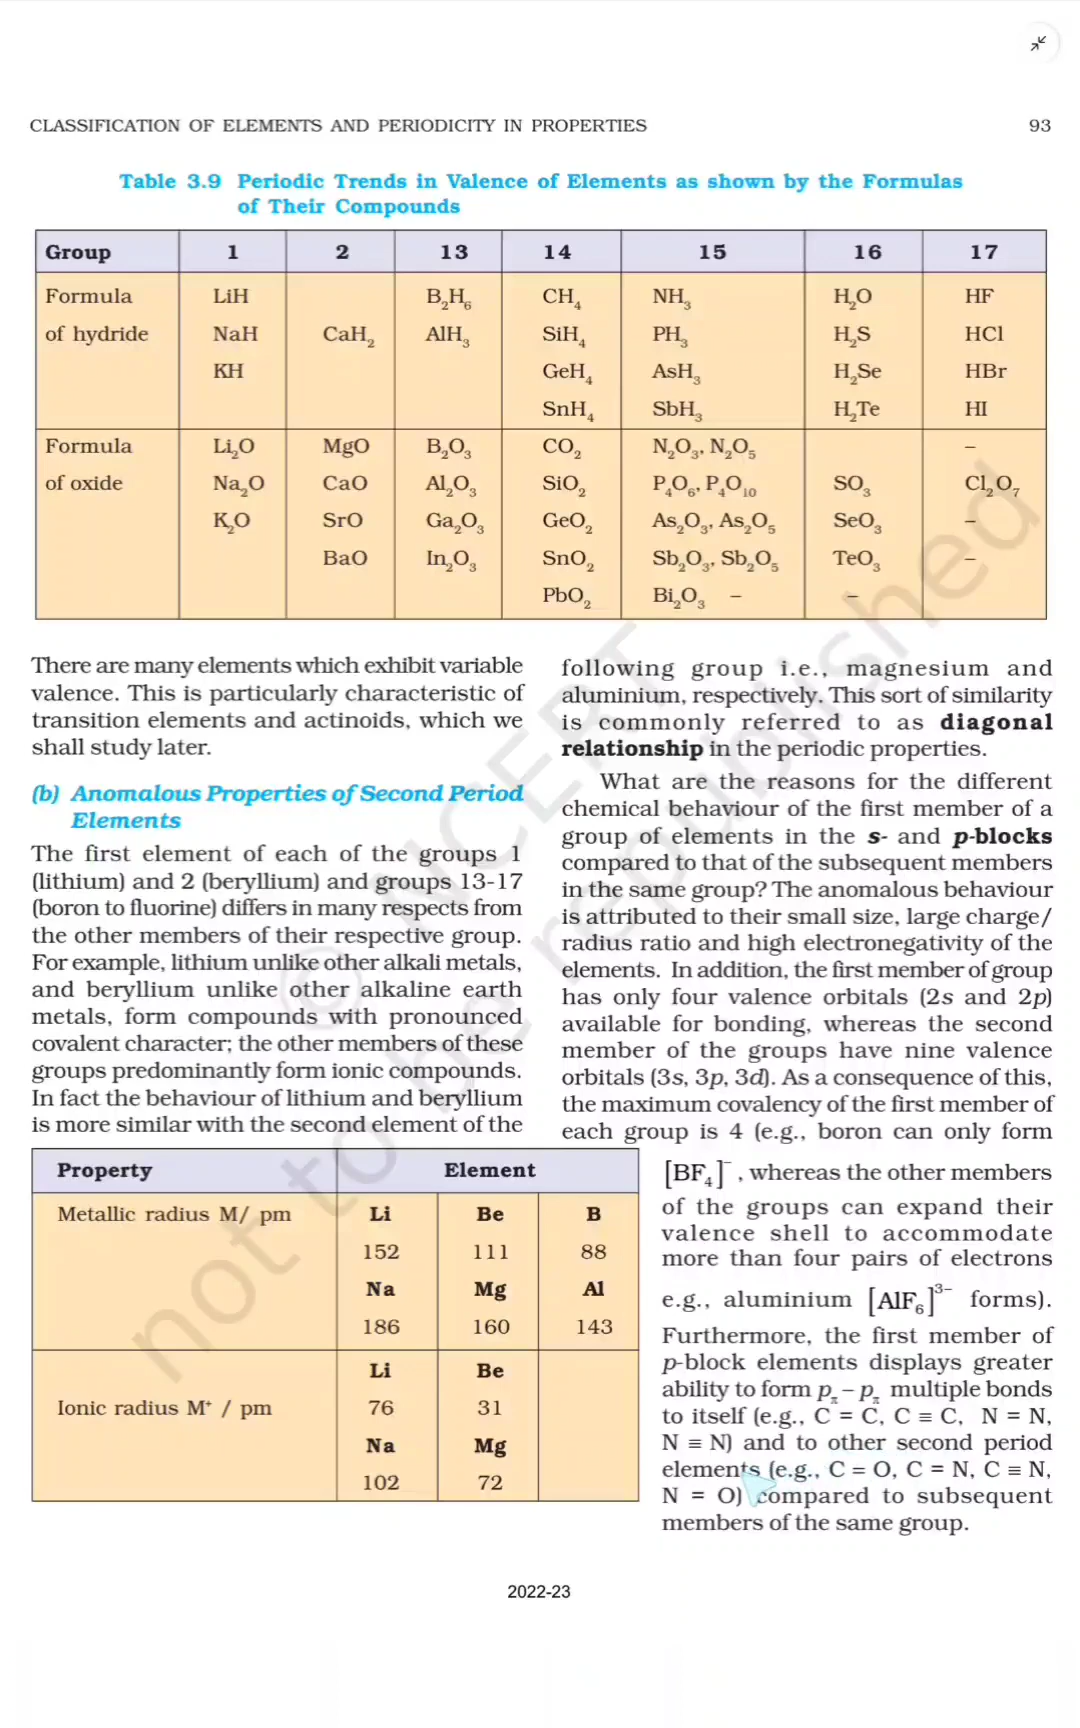 CLASSIFICATION OF ELEMENTS AND PERIODICITY IN PROPERTIES 93
Table 3.9 Periodic Trends in Valence of Elements as shown by the Formulas
of Their Compounds
Group 1 2 13 14 15 16 17
Formula LiH B₂H₆ CH₄ NH₃ H₂O HF
of hydride NaH CaH₂ AlH₃ SiH₄ PH₃ H₂S HCl
KH GeH₄ AsH₃ H₂Se HBr
SnH₄ SbH₃ H₂Te HI
Formula Li₂O MgO B₂O₃ CO₂ N₂O₃, N₂O₅ –
of oxide Na₂O CaO Al₂O₃ SiO₂ P₄O₆, P₄O₁₀ SO₃ Cl₂O₇
K₂O SrO Ga₂O₃ GeO₂ As₂O₃, As₂O₅ SeO₃ –
BaO In₂O₃ SnO₂ Sb₂O₃, Sb₂O₅ TeO₃ –
PbO₂ Bi₂O₃ – –
There are many elements which exhibit variable
valence. This is particularly characteristic of
transition elements and actinoids, which we
shall study later.
(b) Anomalous Properties of Second Period
Elements
The first element of each of the groups 1
(lithium) and 2 (beryllium) and groups 13-17
(boron to fluorine) differs in many respects from
the other members of their respective group.
For example, lithium unlike other alkali metals,
and beryllium unlike other alkaline earth
metals, form compounds with pronounced
covalent character; the other members of these
groups predominantly form ionic compounds.
In fact the behaviour of lithium and beryllium
is more similar with the second element of the
following group i.e., magnesium and
aluminium, respectively. This sort of similarity
is commonly referred to as diagonal
relationship in the periodic properties.
What are the reasons for the different
chemical behaviour of the first member of a
group of elements in the s- and p-blocks
compared to that of the subsequent members
in the same group? The anomalous behaviour
is attributed to their small size, large charge/
radius ratio and high electronegativity of the
elements. In addition, the first member of group
has only four valence orbitals (2s and 2p)
available for bonding, whereas the second
member of the groups have nine valence
orbitals (3s, 3p, 3d). As a consequence of this,
the maximum covalency of the first member of
each group is 4 (e.g., boron can only form
[BF₄]⁻, whereas the other members
of the groups can expand their
valence shell to accommodate
more than four pairs of electrons
e.g., aluminium [AlF₆]³⁻ forms).
Furthermore, the first member of
p-block elements displays greater
ability to form pπ – pπ multiple bonds
to itself (e.g., C = C, C ≡ C, N = N,
N ≡ N) and to other second period
elements (e.g., C = O, C = N, C ≡ N,
N = O) compared to subsequent
members of the same group.
Property Element
Metallic radius M/ pm Li Be B
152 111 88
Na Mg Al
186 160 143
Li Be
Ionic radius M⁺ / pm 76 31
Na Mg
102 72
© NCERT
not to be republished
2022-23